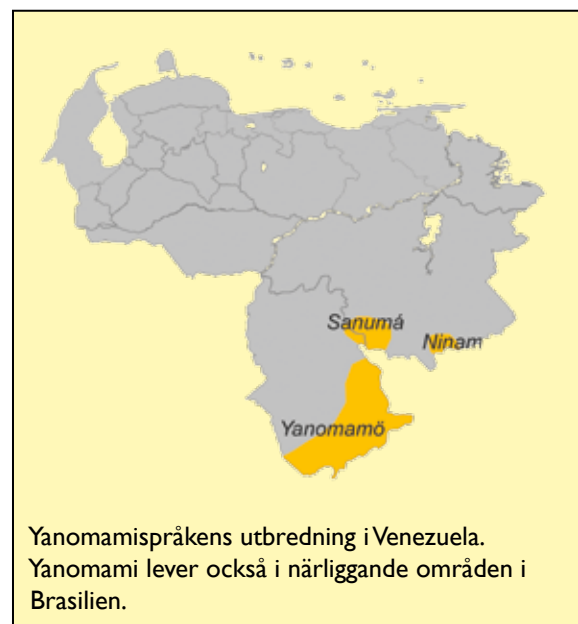 Sanumá
Ninam
Yanomamö
Yanomamispråkens utbredning i Venezuela.
Yanomami lever också i närliggande områden i
Brasilien.